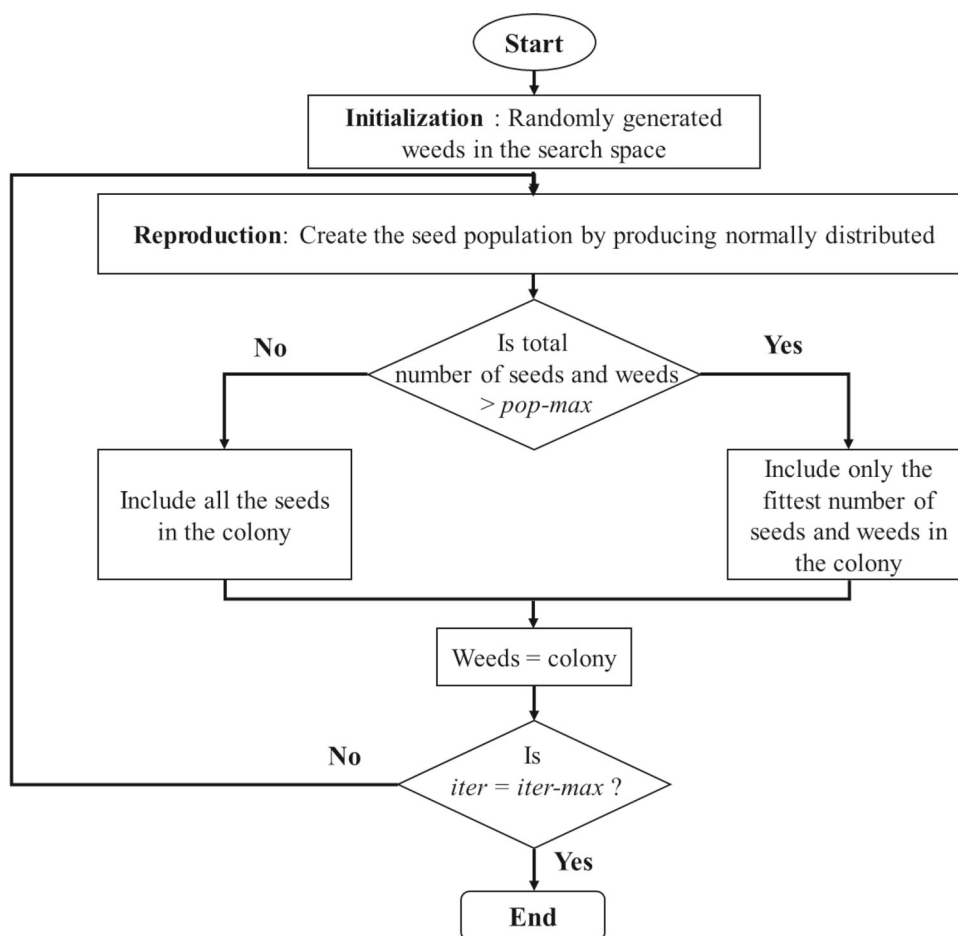 Start
Initialization : Randomly generated
weeds in the search space
Reproduction: Create the seed population by producing normally distributed
No
Is total
number of seeds and weeds
> pop-max
Yes
Include all the seeds
in the colony
Include only the
fittest number of
seeds and weeds in
the colony
Weeds = colony
No
Is
iter = iter-max ?
Yes
End